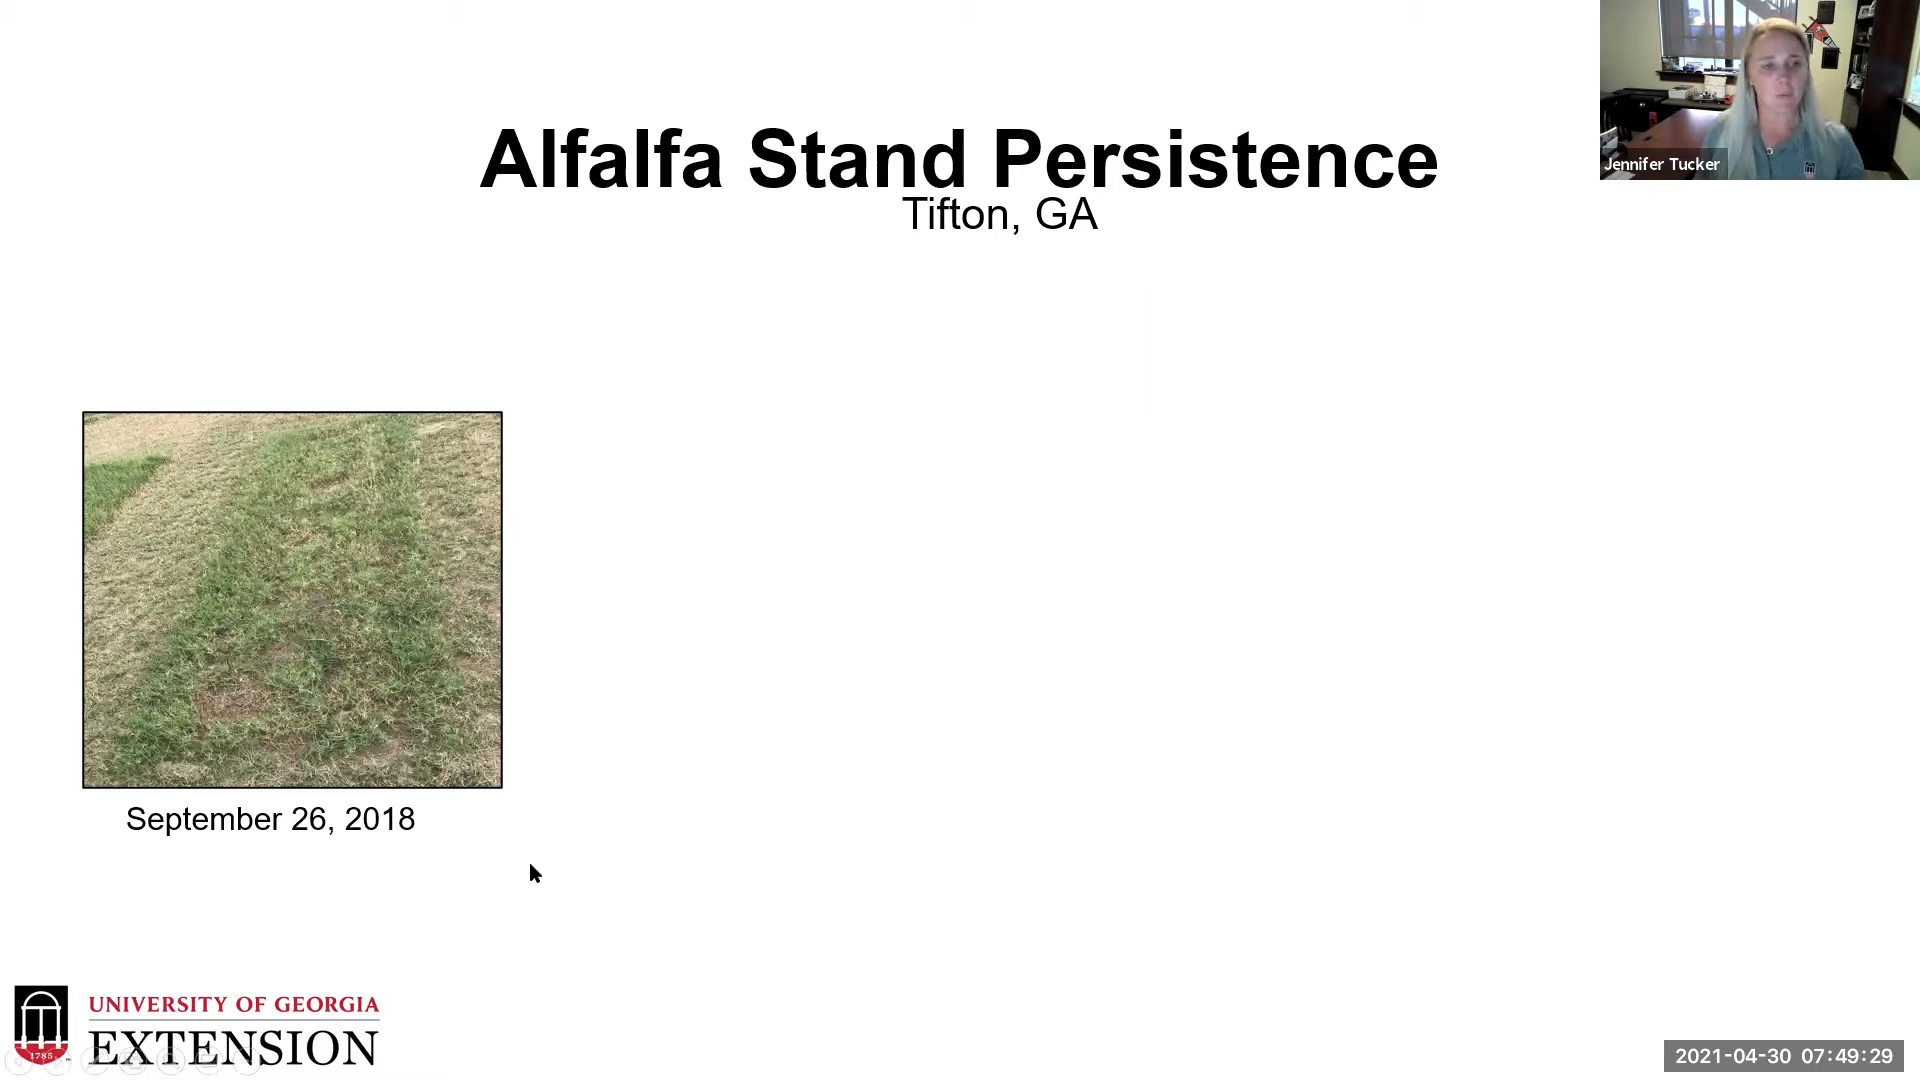 Alfalfa Stand Persistence
Tifton, GA
Jennifer Tucker
September 26, 2018
UNIVERSITY OF GEORGIA
EXTENSION
1785
2021-04-30 07:49:29